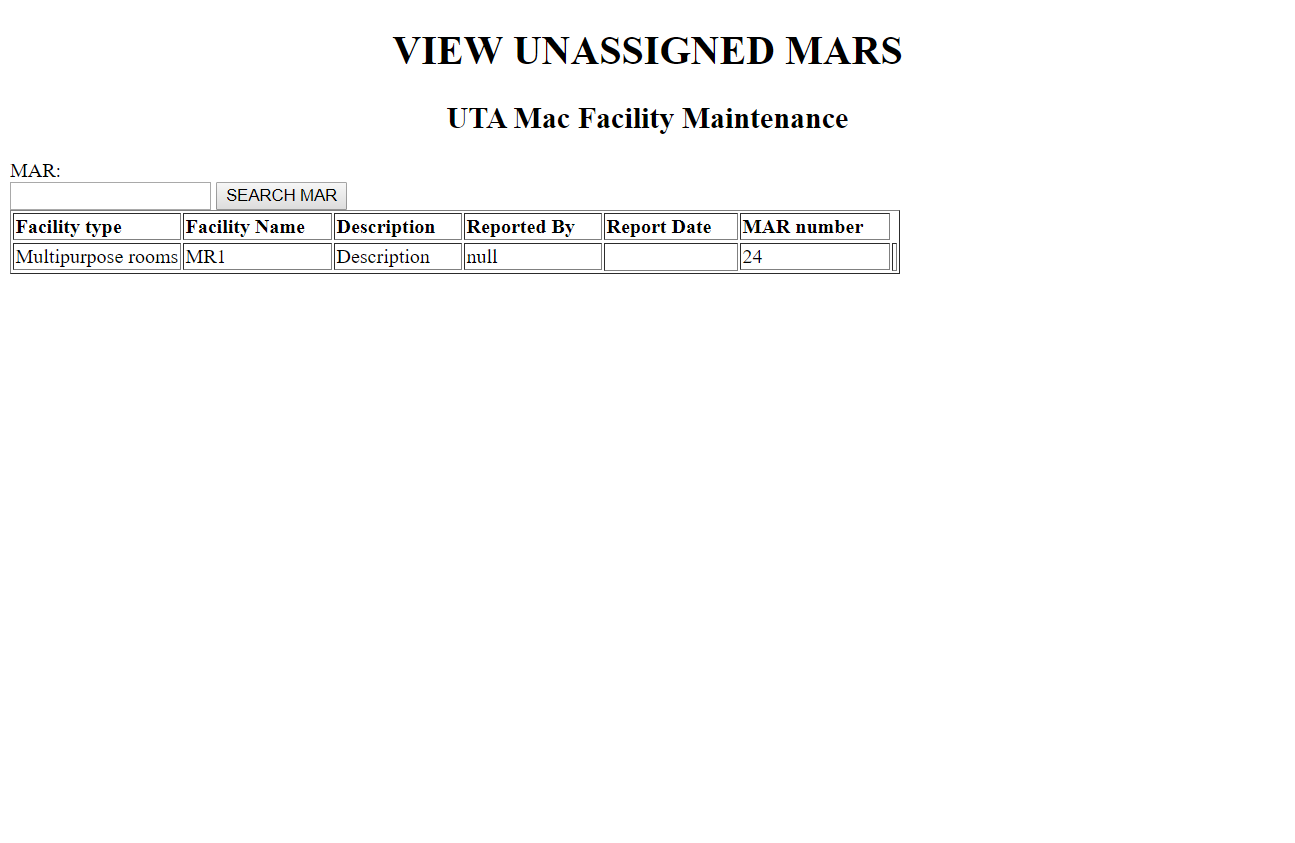 VIEW UNASSIGNED MARS
UTA Mac Facility Maintenance
MAR:
SEARCH MAR
Facility type Facility Name Description Reported By Report Date MAR number
Multipurpose rooms MR1 Description null 24